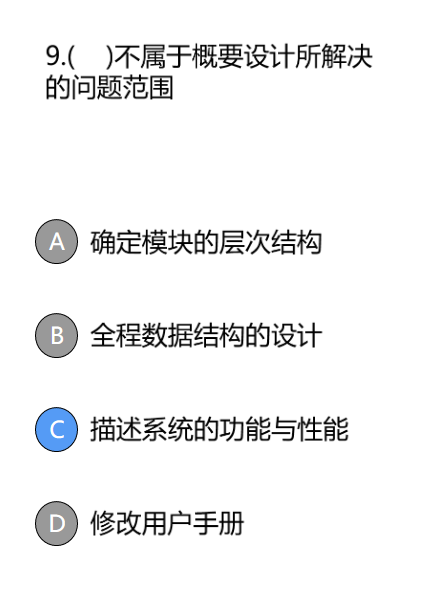 9.(    )不属于概要设计所解决
的问题范围
A 确定模块的层次结构
B 全程数据结构的设计
C 描述系统的功能与性能
D 修改用户手册